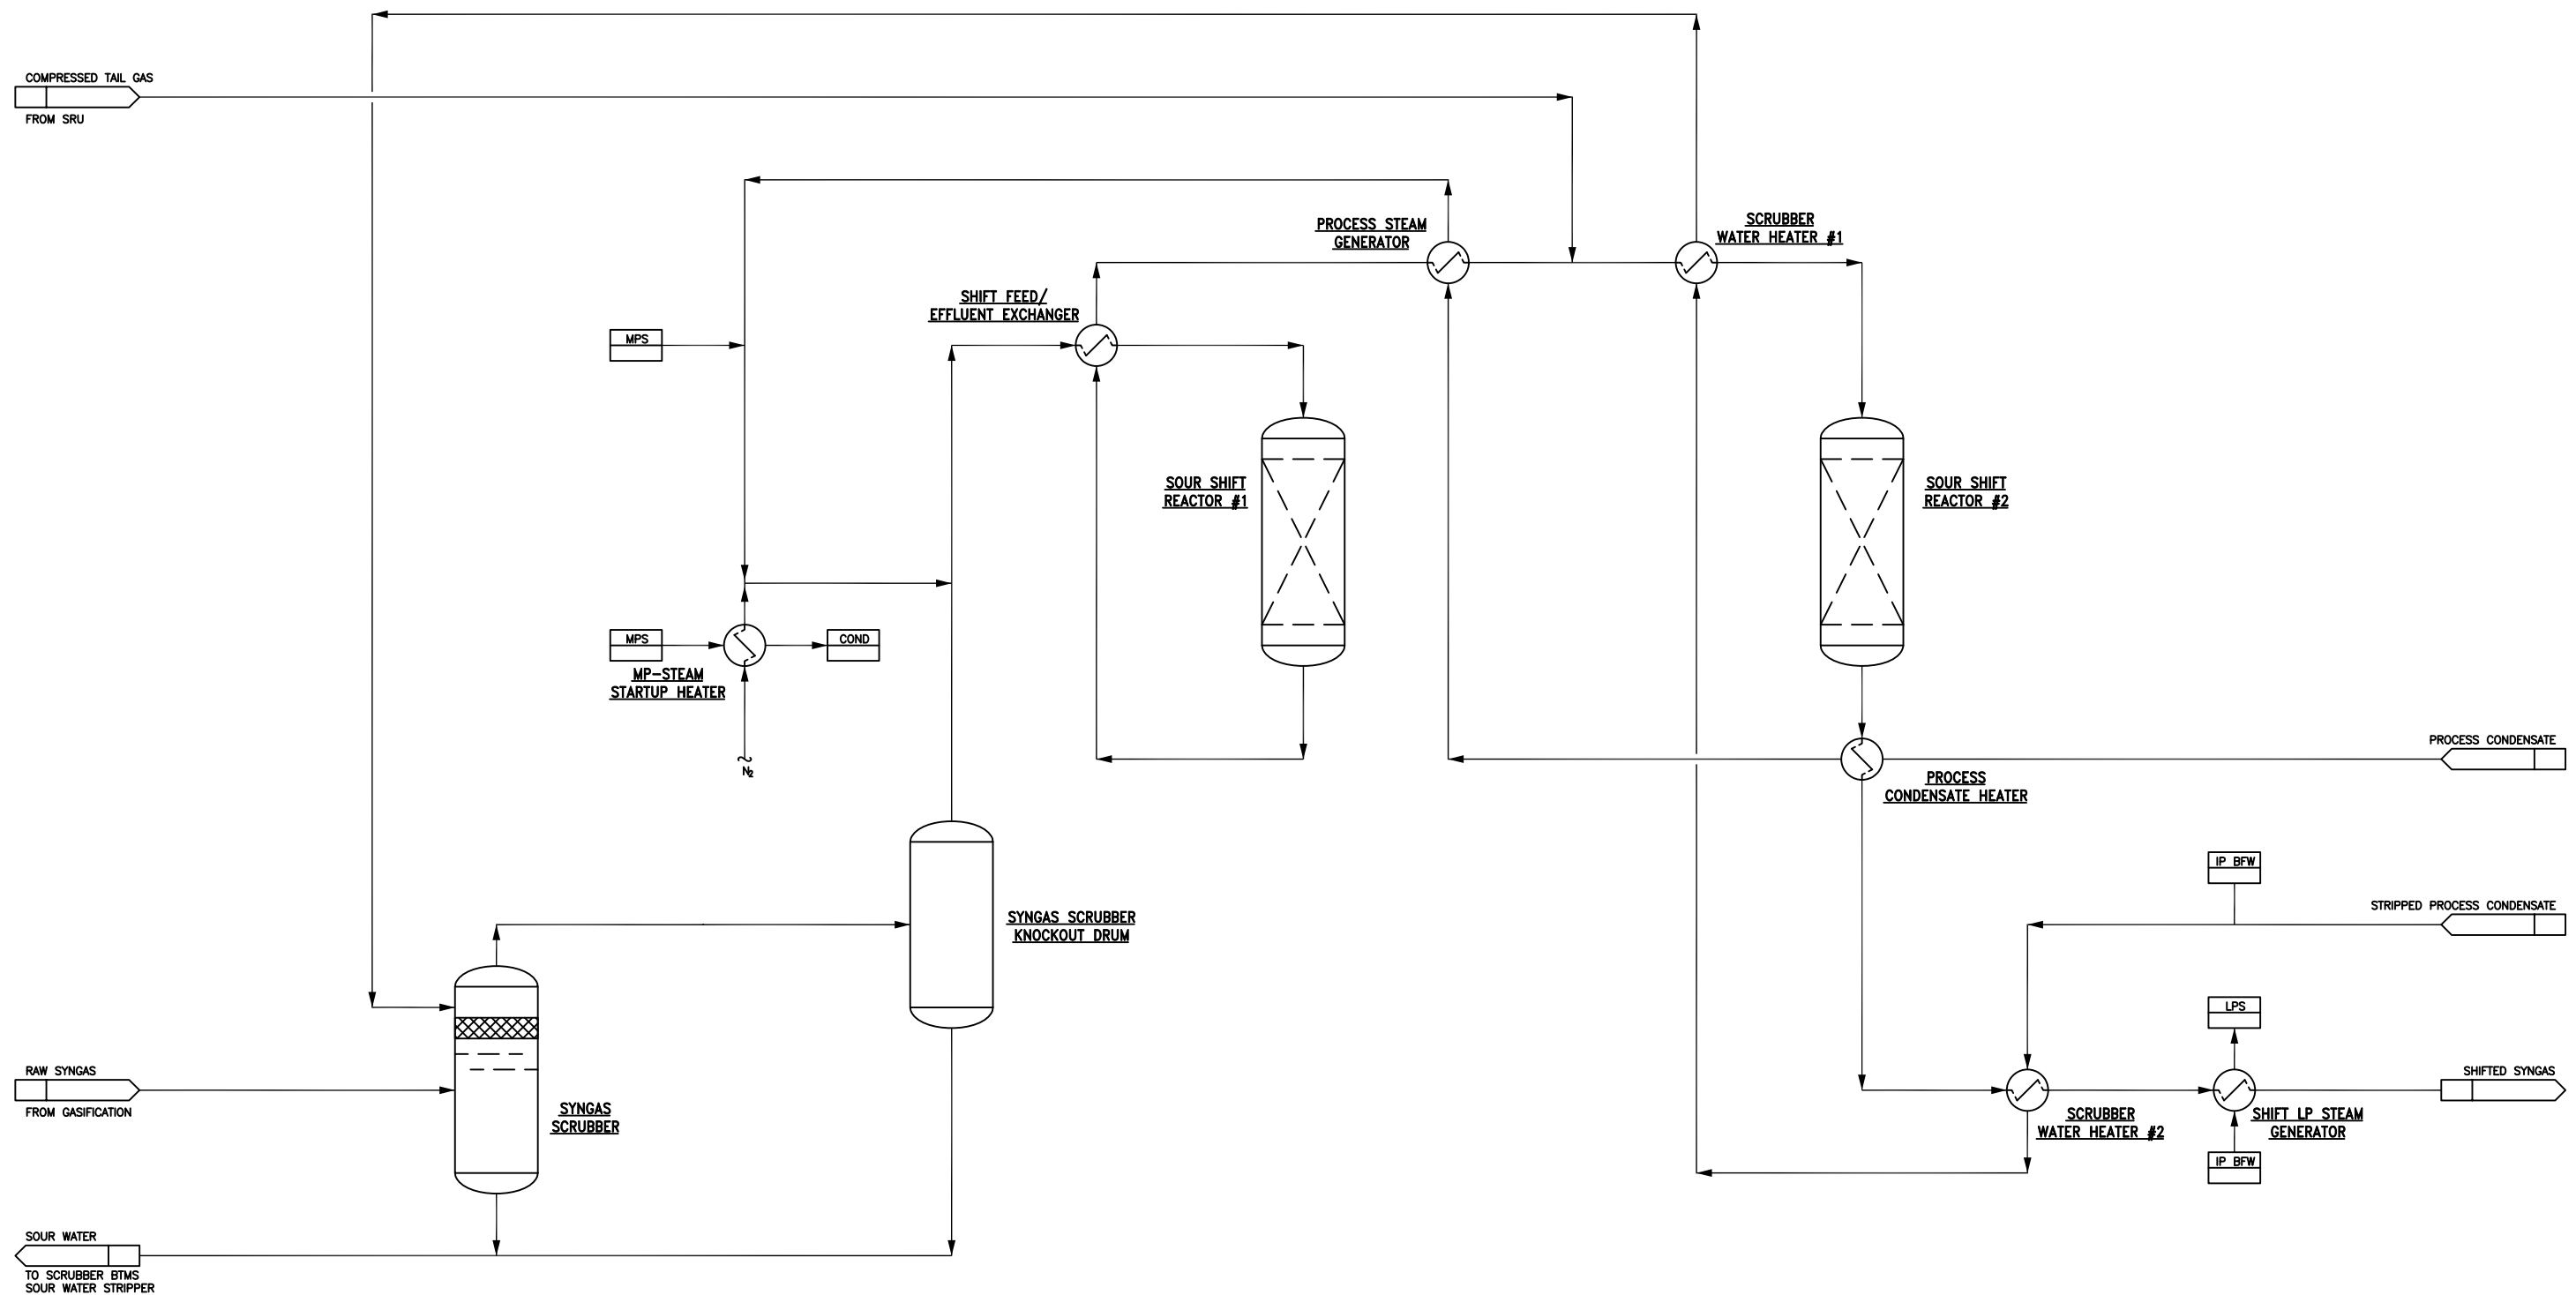 COMPRESSED TAIL GAS
FROM SRU
PROCESS STEAM
GENERATOR
SCRUBBER
WATER HEATER #1
SHIFT FEED/
EFFLUENT EXCHANGER
MPS
SOUR SHIFT
REACTOR #1
SOUR SHIFT
REACTOR #2
MPS
COND
MP-STEAM
STARTUP HEATER
N2
PROCESS CONDENSATE
PROCESS
CONDENSATE HEATER
IP BFW
STRIPPED PROCESS CONDENSATE
SYNGAS SCRUBBER
KNOCKOUT DRUM
LPS
RAW SYNGAS
FROM GASIFICATION
SYNGAS
SCRUBBER
SHIFTED SYNGAS
SCRUBBER
WATER HEATER #2
SHIFT LP STEAM
GENERATOR
IP BFW
SOUR WATER
TO SCRUBBER BTMS
SOUR WATER STRIPPER